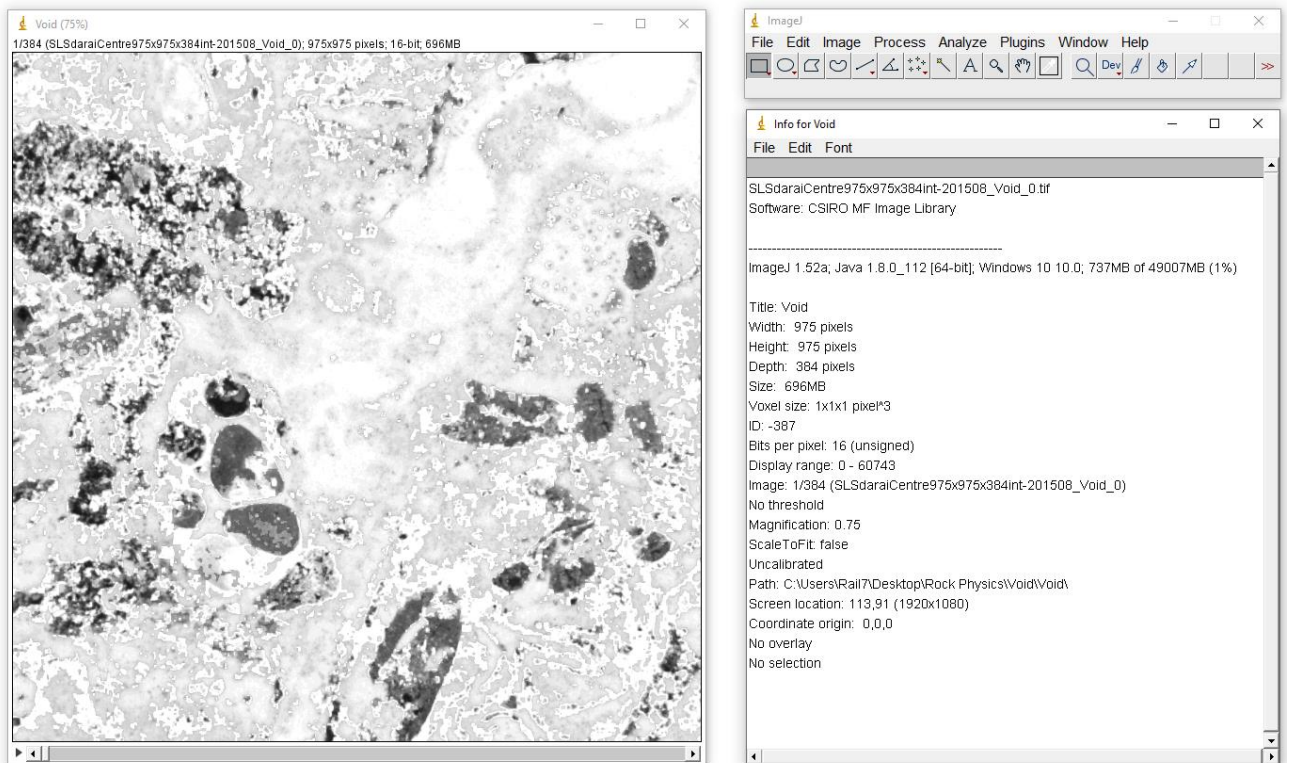 Void (75%)
1/384 (SLSdaraiCentre975x975x384int-201508_Void_0); 975x975 pixels; 16-bit; 696MB
ImageJ
File Edit Image Process Analyze Plugins Window Help
A Dev >>
Info for Void
File Edit Font
SLSdaraiCentre975x975x384int-201508_Void_0.tif
Software: CSIRO MF Image Library
------------------------------------------------------
ImageJ 1.52a; Java 1.8.0_112 [64-bit]; Windows 10 10.0; 737MB of 49007MB (1%)
Title: Void
Width: 975 pixels
Height: 975 pixels
Depth: 384 pixels
Size: 696MB
Voxel size: 1x1x1 pixel^3
ID: -387
Bits per pixel: 16 (unsigned)
Display range: 0 - 60743
Image: 1/384 (SLSdaraiCentre975x975x384int-201508_Void_0)
No threshold
Magnification: 0.75
ScaleToFit: false
Uncalibrated
Path: C:\Users\Rail7\Desktop\Rock Physics\Void\Void\
Screen location: 113,91 (1920x1080)
Coordinate origin: 0,0,0
No overlay
No selection